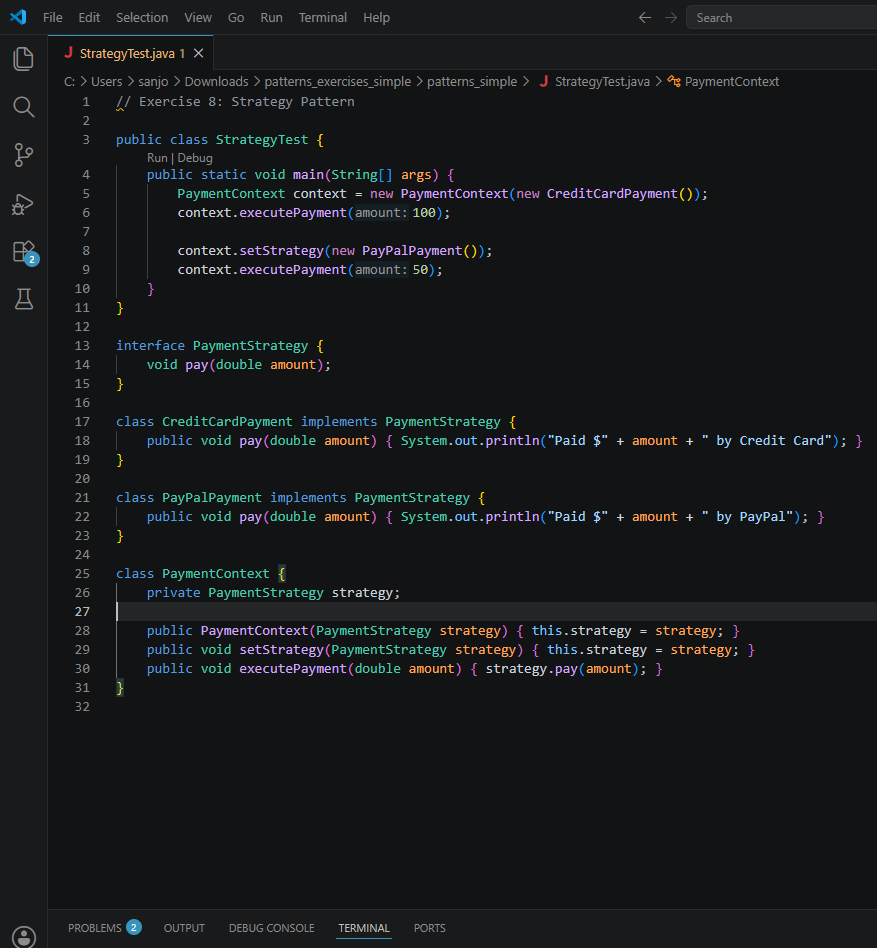 File Edit Selection View Go Run Terminal Help
Search
StrategyTest.java 1
C: > Users > sanjo > Downloads > patterns_exercises_simple > patterns_simple > StrategyTest.java > PaymentContext
1 // Exercise 8: Strategy Pattern
2
3 public class StrategyTest {
Run | Debug
4 public static void main(String[] args) {
5 PaymentContext context = new PaymentContext(new CreditCardPayment());
6 context.executePayment(amount: 100);
7
8 context.setStrategy(new PayPalPayment());
9 context.executePayment(amount: 50);
10 }
11 }
12
13 interface PaymentStrategy {
14 void pay(double amount);
15 }
16
17 class CreditCardPayment implements PaymentStrategy {
18 public void pay(double amount) { System.out.println("Paid $" + amount + " by Credit Card"); }
19 }
20
21 class PayPalPayment implements PaymentStrategy {
22 public void pay(double amount) { System.out.println("Paid $" + amount + " by PayPal"); }
23 }
24
25 class PaymentContext {
26 private PaymentStrategy strategy;
27
28 public PaymentContext(PaymentStrategy strategy) { this.strategy = strategy; }
29 public void setStrategy(PaymentStrategy strategy) { this.strategy = strategy; }
30 public void executePayment(double amount) { strategy.pay(amount); }
31 }
32
2
PROBLEMS 2 OUTPUT DEBUG CONSOLE TERMINAL PORTS